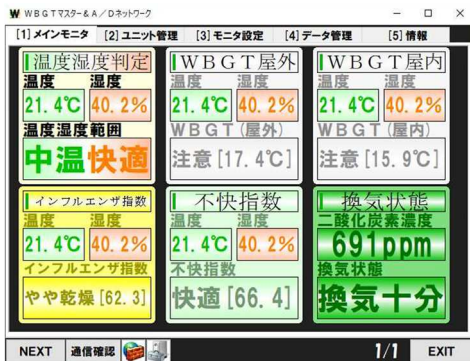 WBGTマスター&A/Dネットワーク
[1]メインモニタ [2]ユニット管理 [3]モニタ設定 [4]データ管理 [5]情報
温度湿度判定
温度 湿度
21.4℃ 40.2%
温度湿度範囲
中温快適
WBGT屋外
温度 湿度
21.4℃ 40.2%
WBGT(屋外)
注意[17.4℃]
WBGT屋内
温度 湿度
21.4℃ 40.2%
WBGT(屋内)
注意[15.9℃]
インフルエンザ指数
温度 湿度
21.4℃ 40.2%
インフルエンザ指数
やや乾燥[62.3]
不快指数
温度 湿度
21.4℃ 40.2%
不快指数
快適[66.4]
換気状態
二酸化炭素濃度
691ppm
換気状態
換気十分
NEXT 通信確認 1/1 EXIT